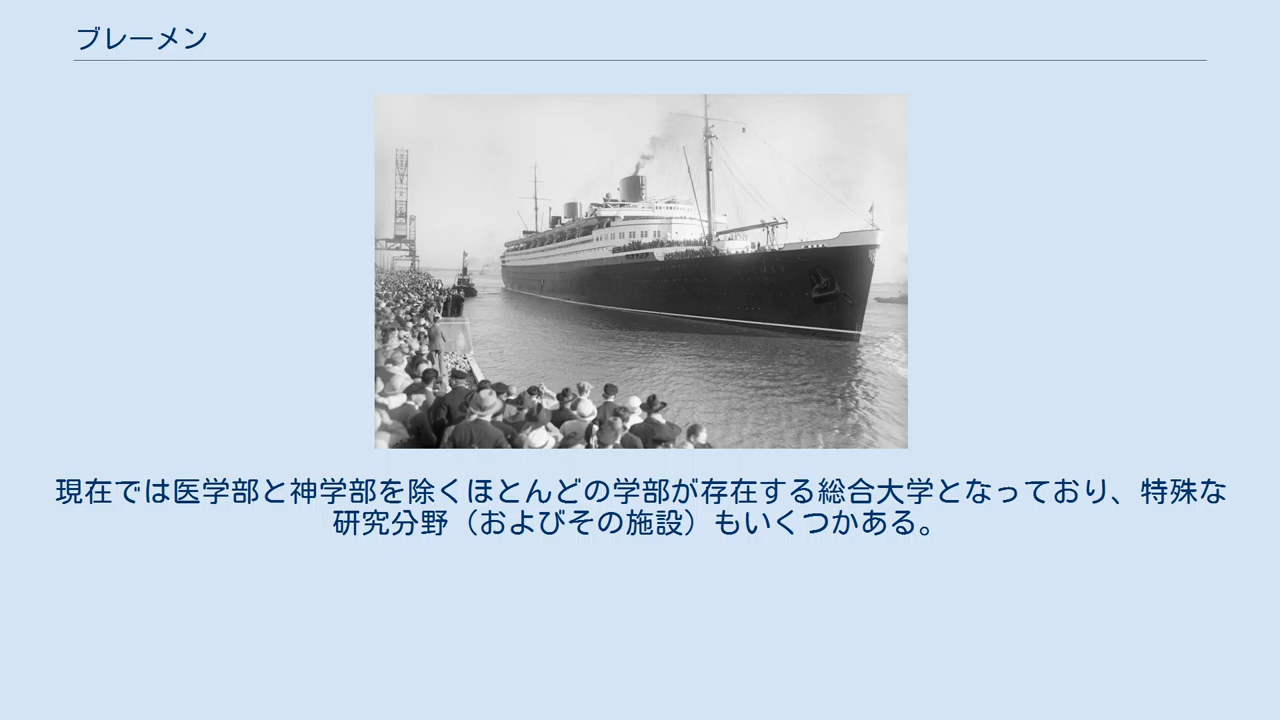 ブレーメン
現在では医学部と神学部を除くほとんどの学部が存在する総合大学となっており、特殊な
研究分野（およびその施設）もいくつかある。